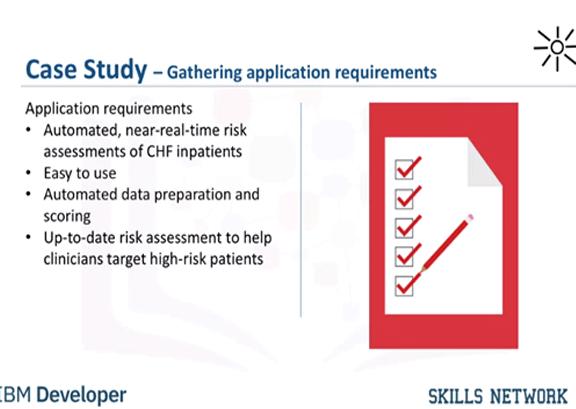 Case Study – Gathering application requirements
Application requirements
• Automated, near-real-time risk
assessments of CHF inpatients
• Easy to use
• Automated data preparation and
scoring
• Up-to-date risk assessment to help
clinicians target high-risk patients
IBM Developer
SKILLS NETWORK